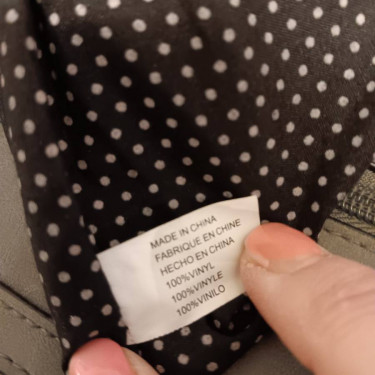 MADE IN CHINA
FABRIQUE EN CHINE
HECHO EN CHINA
100%VINYL
100%VINYLE
100%VINILO